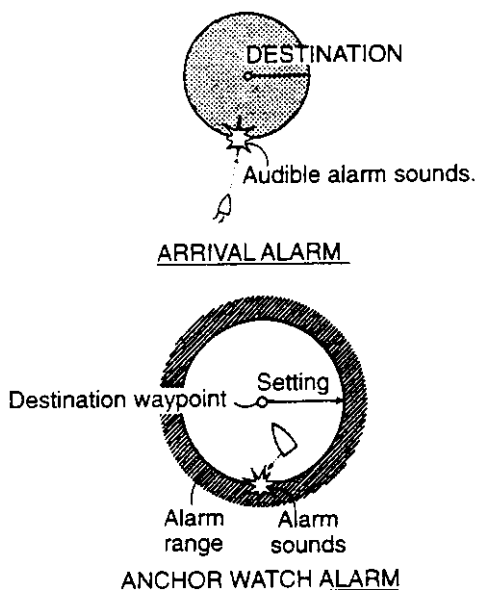 DESTINATION
Audible alarm sounds.
ARRIVAL ALARM
Setting
Destination waypoint
Alarm range
Alarm sounds
ANCHOR WATCH ALARM